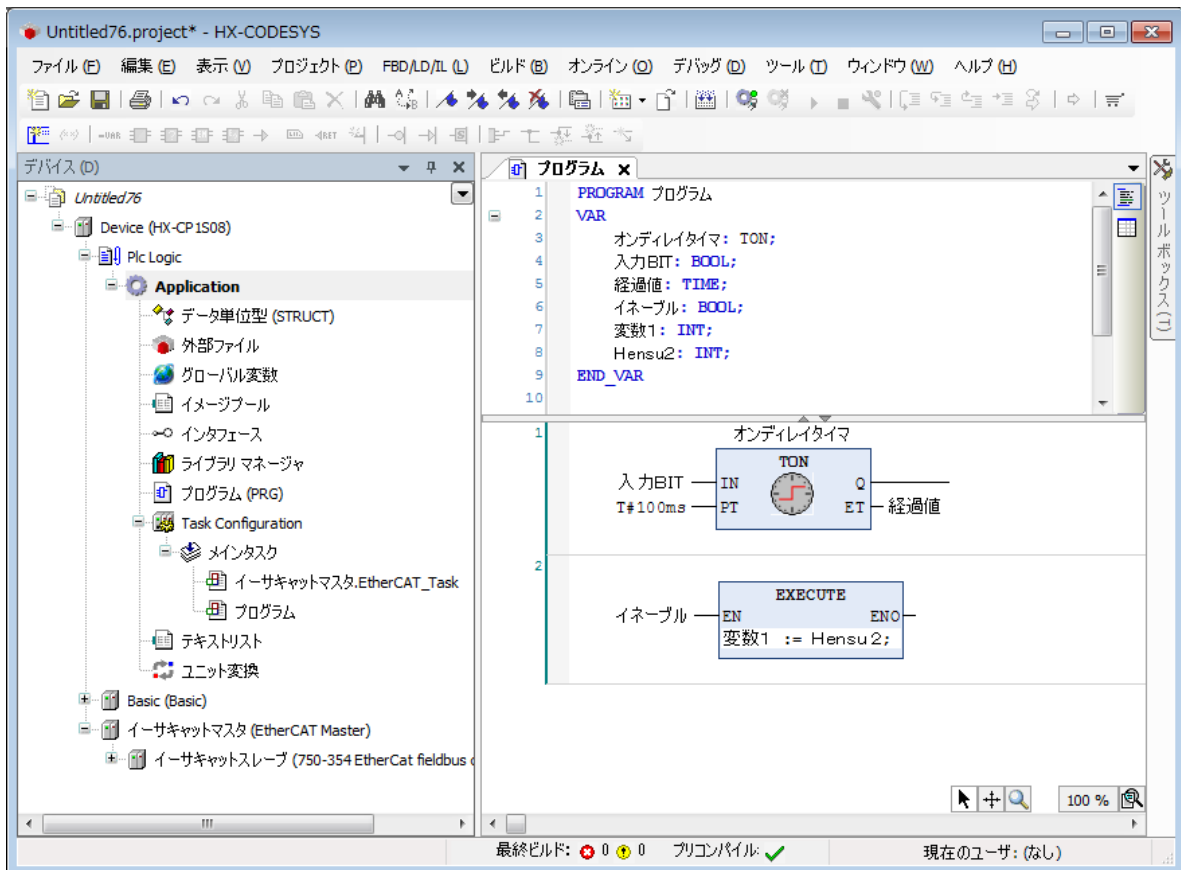 Untitled76.project* - HX-CODESYS
ファイル (F) 編集 (E) 表示 (V) プロジェクト (P) FBD/LD/IL (L) ビルド (B) オンライン (O) デバッグ (D) ツール (T) ウィンドウ (W) ヘルプ (H)
デバイス (D)
Untitled76
Device (HX-CP1S08)
Plc Logic
Application
データ単位型 (STRUCT)
外部ファイル
グローバル変数
イメージプール
インタフェース
ライブラリ マネージャ
プログラム (PRG)
Task Configuration
メインタスク
イーサキャットマスタ.EtherCAT_Task
プログラム
テキストリスト
ユニット変換
Basic (Basic)
イーサキャットマスタ (EtherCAT Master)
イーサキャットスレーブ (750-354 EtherCat fieldbus
プログラム
1 PROGRAM プログラム
2 VAR
3 オンディレイタイマ: TON;
4 入力BIT: BOOL;
5 経過値: TIME;
6 イネーブル: BOOL;
7 変数1: INT;
8 Hensu2: INT;
9 END_VAR
10
1
オンディレイタイマ
TON
入力BIT IN Q
T#100ms PT ET 経過値
2
EXECUTE
イネーブル EN ENO
変数1 := Hensu2;
100 %
ツールボックス (T)
最終ビルド: 0 0 プリコンパイル: 現在のユーザ: (なし)